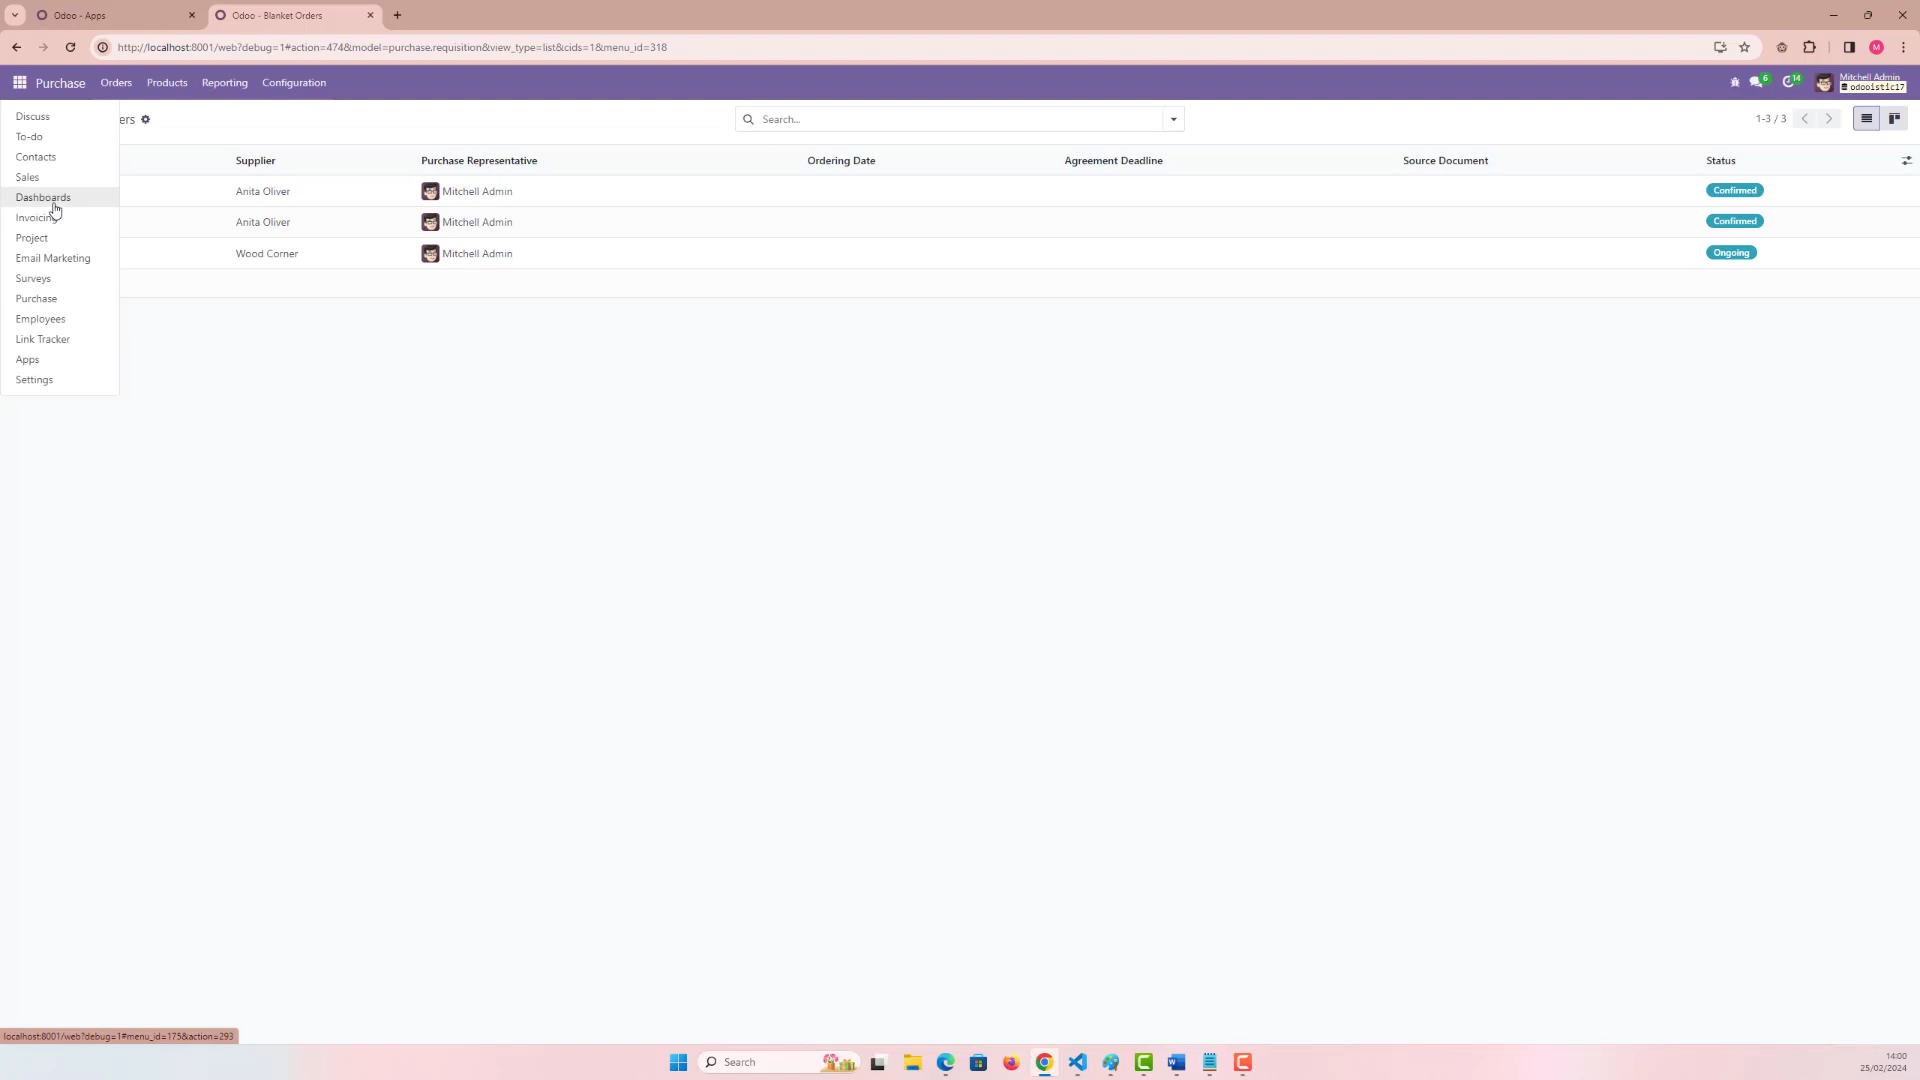 Odoo - Apps
Odoo - Blanket Orders
http://localhost:8001/web?debug=1#action=474&model=purchase.requisition&view_type=list&cids=1&menu_id=318
M
Purchase Orders Products Reporting Configuration
6 14 Mitchell Admin
odooistic17
ers
Search...
1-3 / 3
Discuss
To-do
Contacts
Sales
Dashboards
Invoicing
Project
Email Marketing
Surveys
Purchase
Employees
Link Tracker
Apps
Settings
Supplier Purchase Representative Ordering Date Agreement Deadline Source Document Status
Anita Oliver Mitchell Admin Confirmed
Anita Oliver Mitchell Admin Confirmed
Wood Corner Mitchell Admin Ongoing
localhost:8001/web?debug=1#menu_id=175&action=293
Search
14:00
25/02/2024